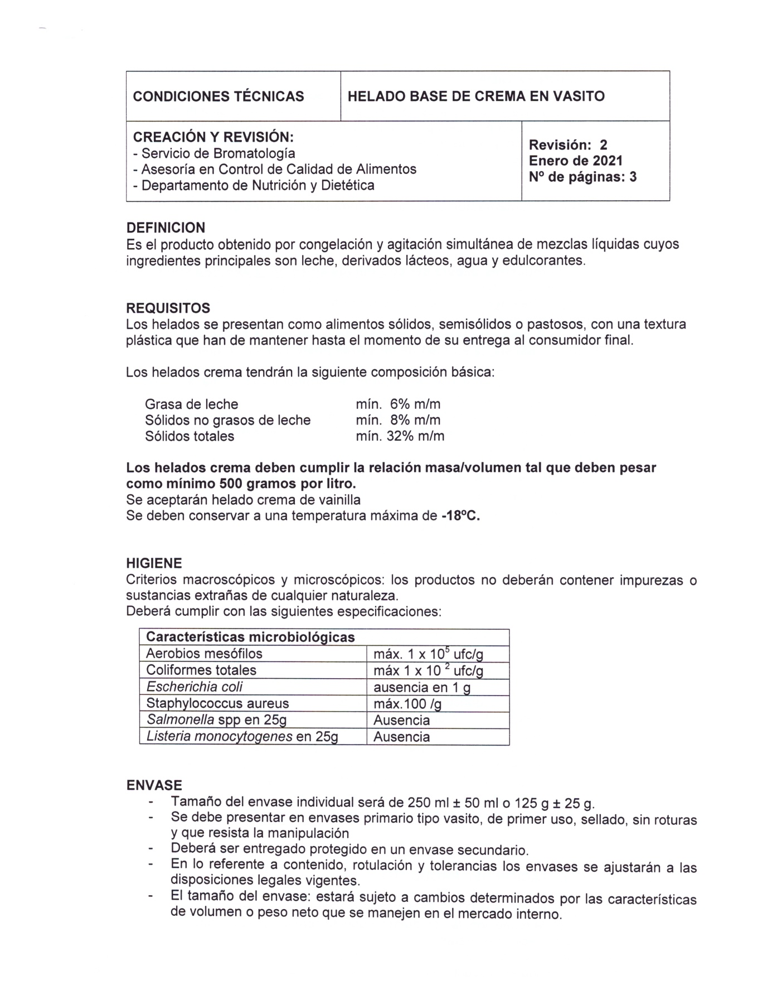 CONDICIONES TÉCNICAS
HELADO BASE DE CREMA EN VASITO
CREACIÓN Y REVISIÓN:
- Servicio de Bromatología
- Asesoría en Control de Calidad de Alimentos
- Departamento de Nutrición y Dietética
Revisión: 2
Enero de 2021
Nº de páginas: 3
DEFINICION
Es el producto obtenido por congelación y agitación simultánea de mezclas líquidas cuyos
ingredientes principales son leche, derivados lácteos, agua y edulcorantes.
REQUISITOS
Los helados se presentan como alimentos sólidos, semisólidos o pastosos, con una textura
plástica que han de mantener hasta el momento de su entrega al consumidor final.
Los helados crema tendrán la siguiente composición básica:
Grasa de leche mín. 6% m/m
Sólidos no grasos de leche mín. 8% m/m
Sólidos totales mín. 32% m/m
Los helados crema deben cumplir la relación masa/volumen tal que deben pesar
como mínimo 500 gramos por litro.
Se aceptarán helado crema de vainilla
Se deben conservar a una temperatura máxima de -18ºC.
HIGIENE
Criterios macroscópicos y microscópicos: los productos no deberán contener impurezas o
sustancias extrañas de cualquier naturaleza.
Deberá cumplir con las siguientes especificaciones:
Características microbiológicas
Aerobios mesófilos máx. 1 x 10⁵ ufc/g
Coliformes totales máx 1 x 10 ² ufc/g
Escherichia coli ausencia en 1 g
Staphylococcus aureus máx.100 /g
Salmonella spp en 25g Ausencia
Listeria monocytogenes en 25g Ausencia
ENVASE
- Tamaño del envase individual será de 250 ml ± 50 ml o 125 g ± 25 g.
- Se debe presentar en envases primario tipo vasito, de primer uso, sellado, sin roturas
y que resista la manipulación
- Deberá ser entregado protegido en un envase secundario.
- En lo referente a contenido, rotulación y tolerancias los envases se ajustarán a las
disposiciones legales vigentes.
- El tamaño del envase: estará sujeto a cambios determinados por las características
de volumen o peso neto que se manejen en el mercado interno.